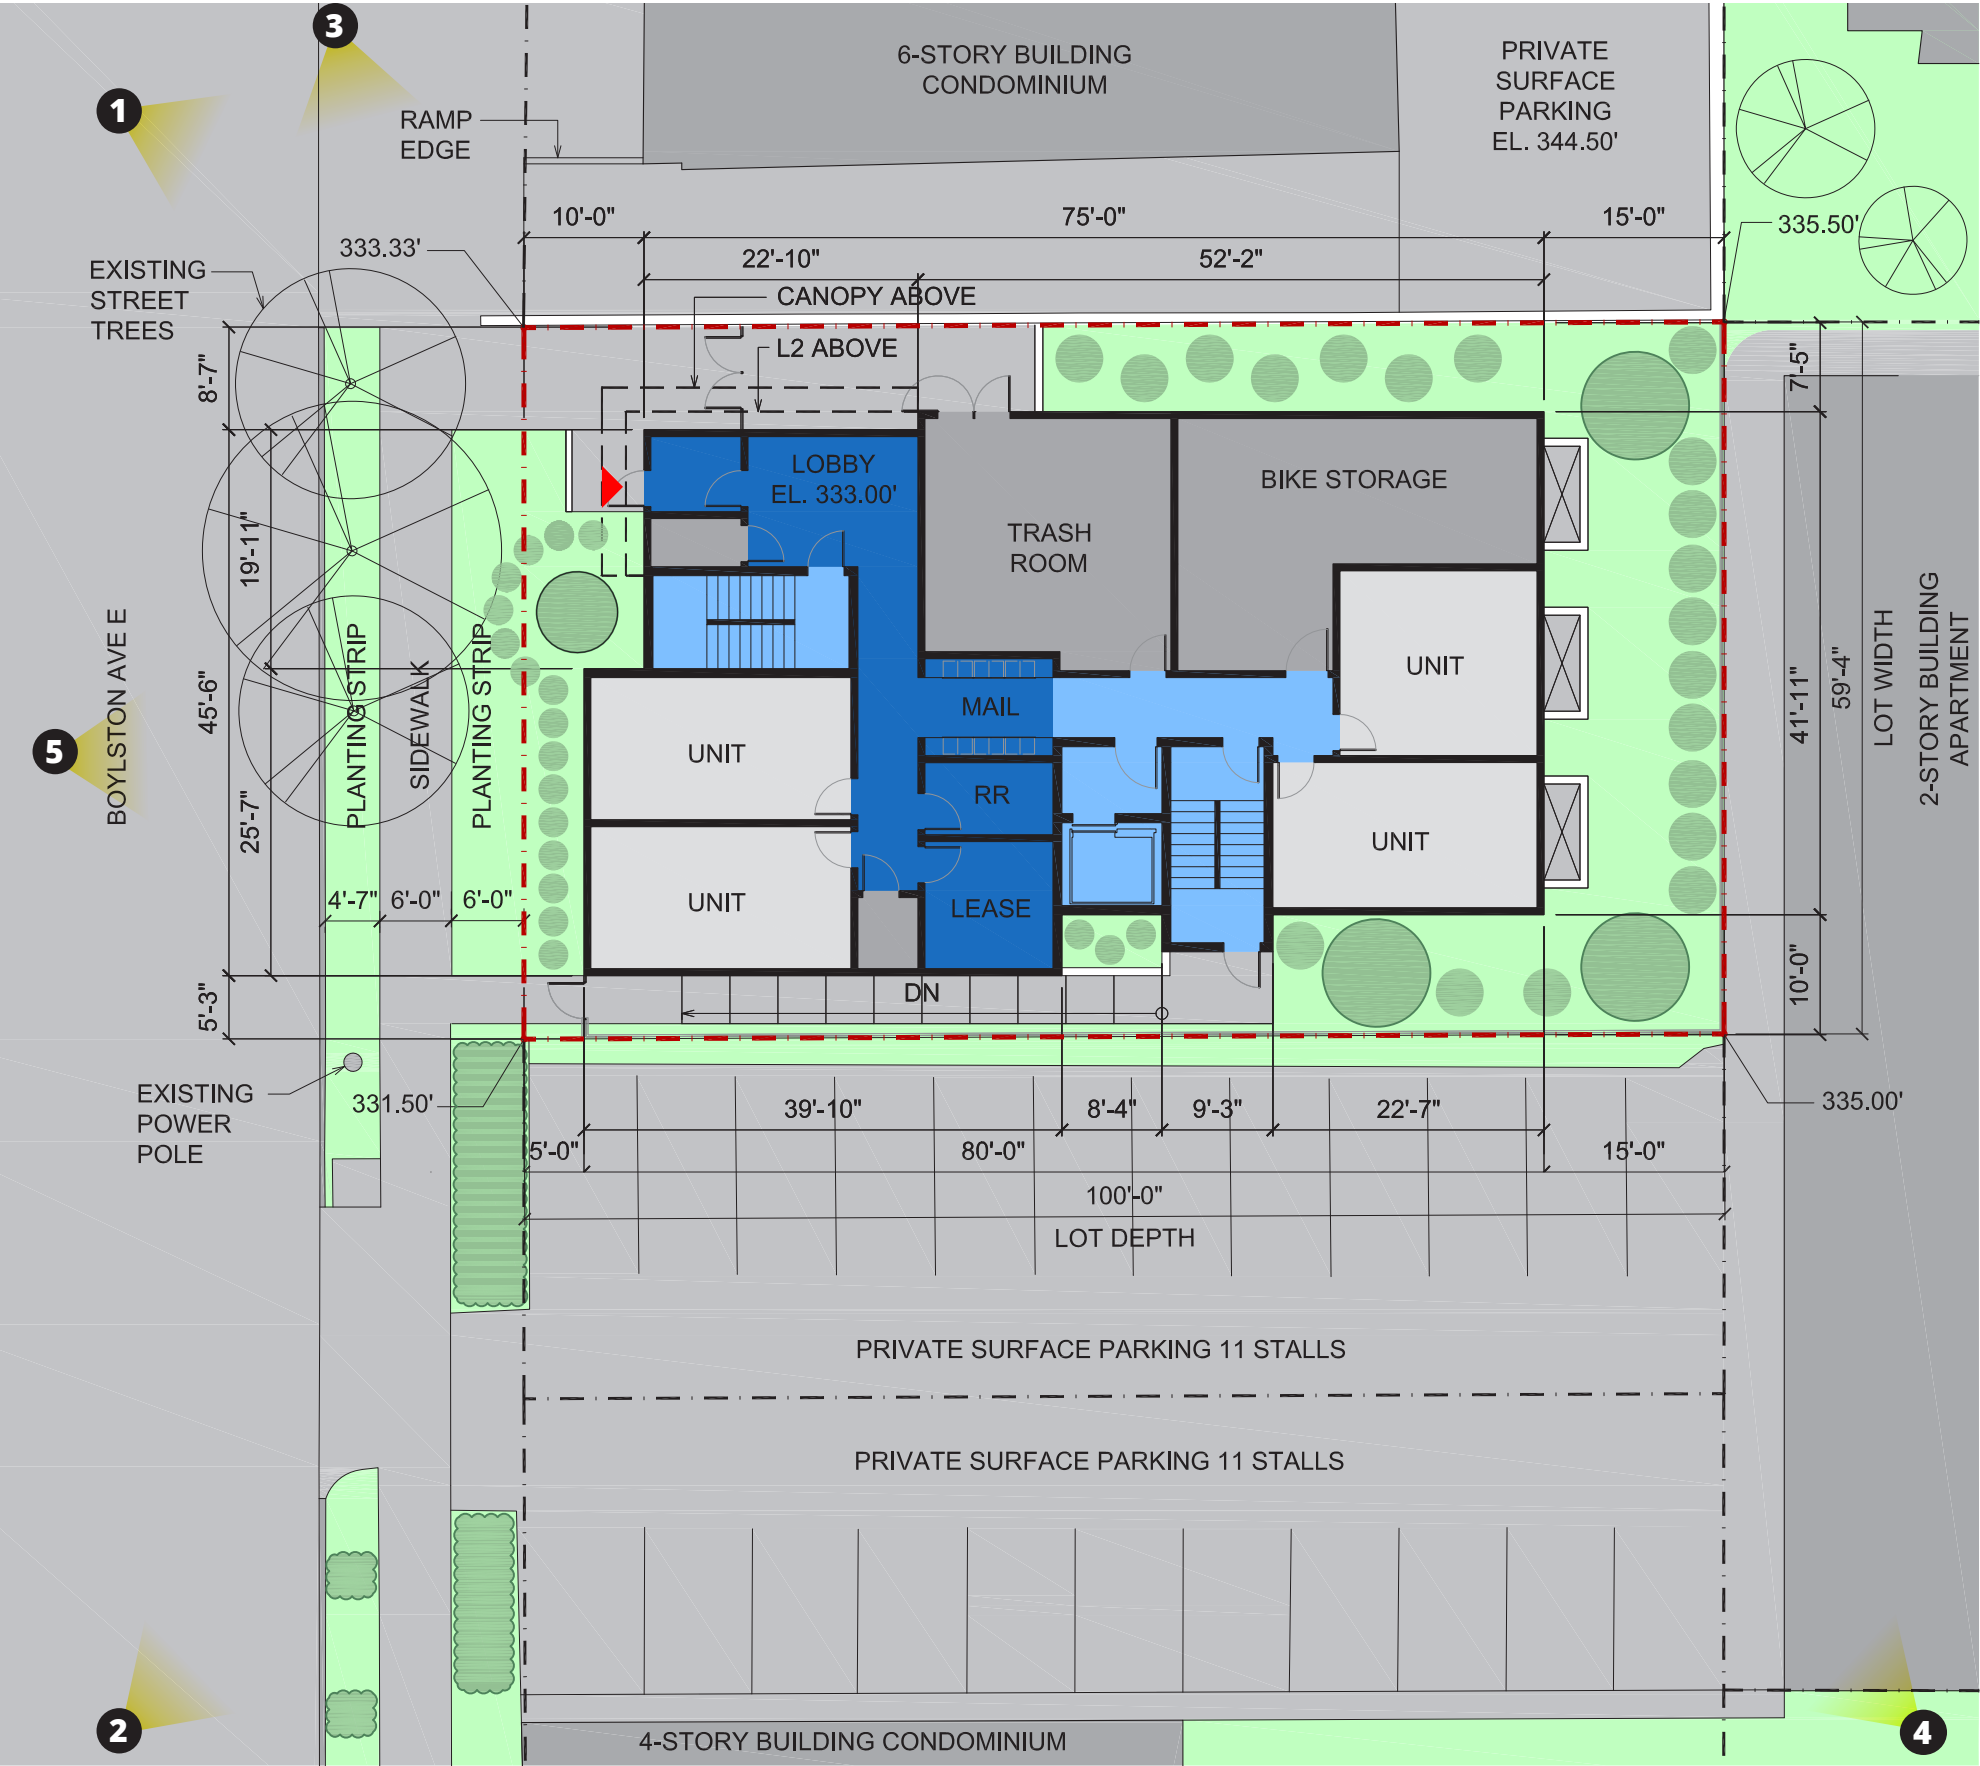 3
6-STORY BUILDING
CONDOMINIUM
PRIVATE
SURFACE
PARKING
EL. 344.50'
1
RAMP
EDGE
10'-0"
75'-0"
15'-0"
335.50'
333.33'
22'-10"
52'-2"
EXISTING
STREET
TREES
CANOPY ABOVE
L2 ABOVE
8'-7"
7'-5"
LOBBY
EL. 333.00'
BIKE STORAGE
TRASH
ROOM
19'-11"
45'-6"
25'-7"
5'-3"
BOYLSTON AVE E
PLANTING STRIP
SIDEWALK
PLANTING STRIP
UNIT
MAIL
UNIT
5
RR
UNIT
UNIT
LEASE
41'-11"
59'-4"
LOT WIDTH
2-STORY BUILDING
APARTMENT
4'-7"
6'-0"
6'-0"
10'-0"
DN
EXISTING
POWER
POLE
331.50'
39'-10"
8'-4"
9'-3"
22'-7"
335.00'
5'-0"
80'-0"
15'-0"
100'-0"
LOT DEPTH
PRIVATE SURFACE PARKING 11 STALLS
PRIVATE SURFACE PARKING 11 STALLS
2
4-STORY BUILDING CONDOMINIUM
4